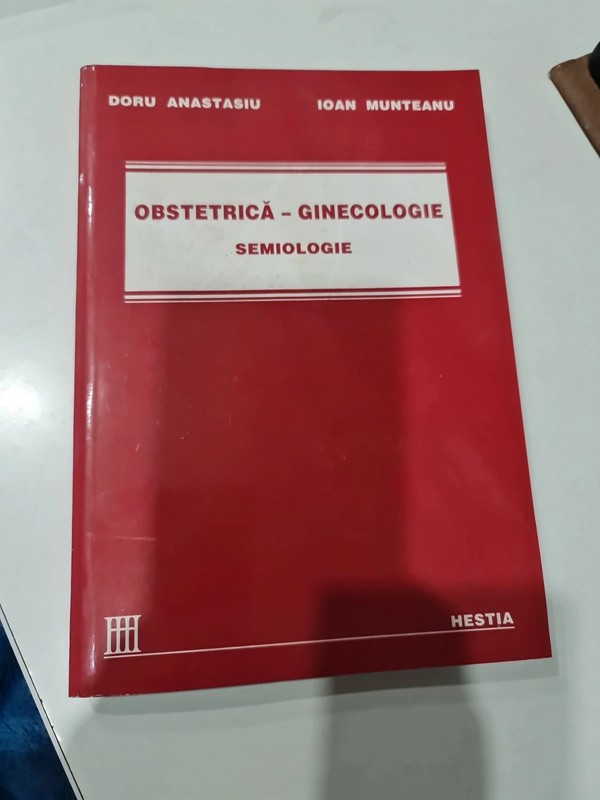 DORU ANASTASIU IOAN MUNTEANU
OBSTETRICĂ - GINECOLOGIE
SEMIOLOGIE
HESTIA